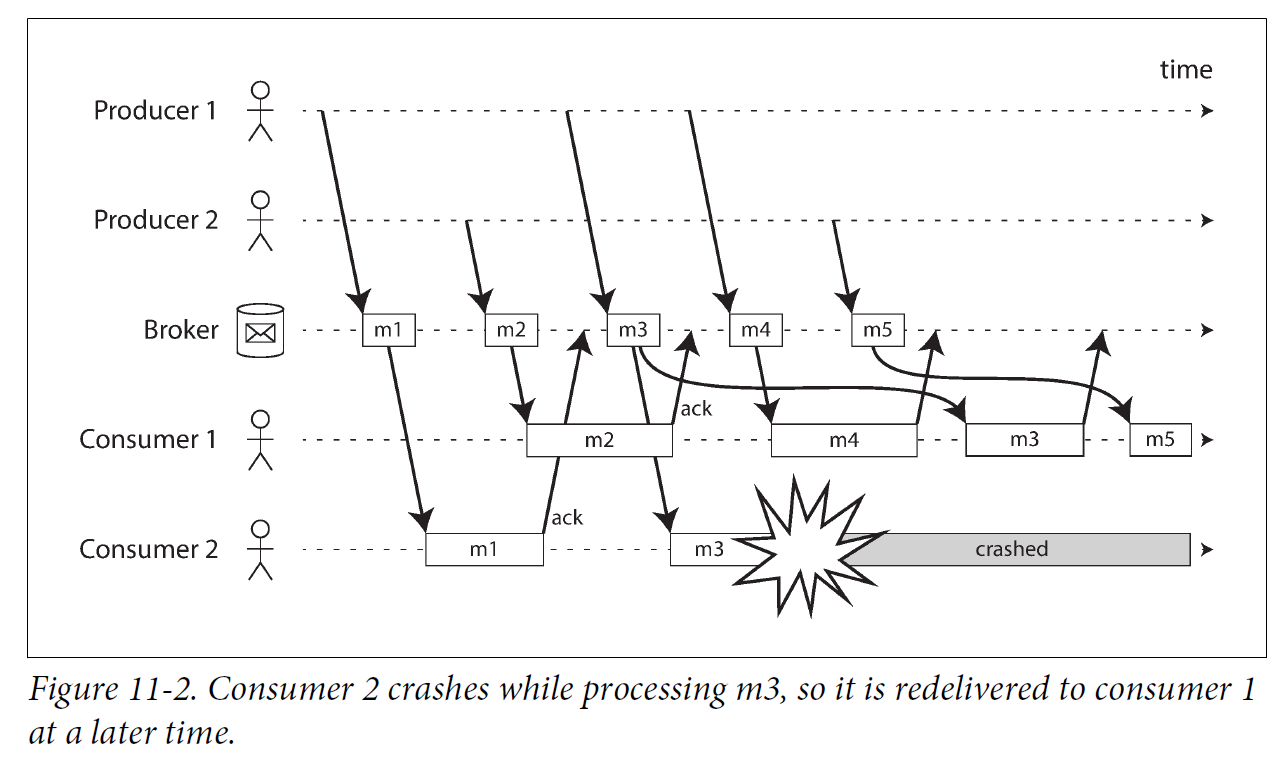 time
Producer 1
Producer 2
Broker
m1
m2
m3
m4
m5
Consumer 1
m2
ack
m4
m3
m5
Consumer 2
m1
ack
m3
crashed
Figure 11-2. Consumer 2 crashes while processing m3, so it is redelivered to consumer 1
at a later time.